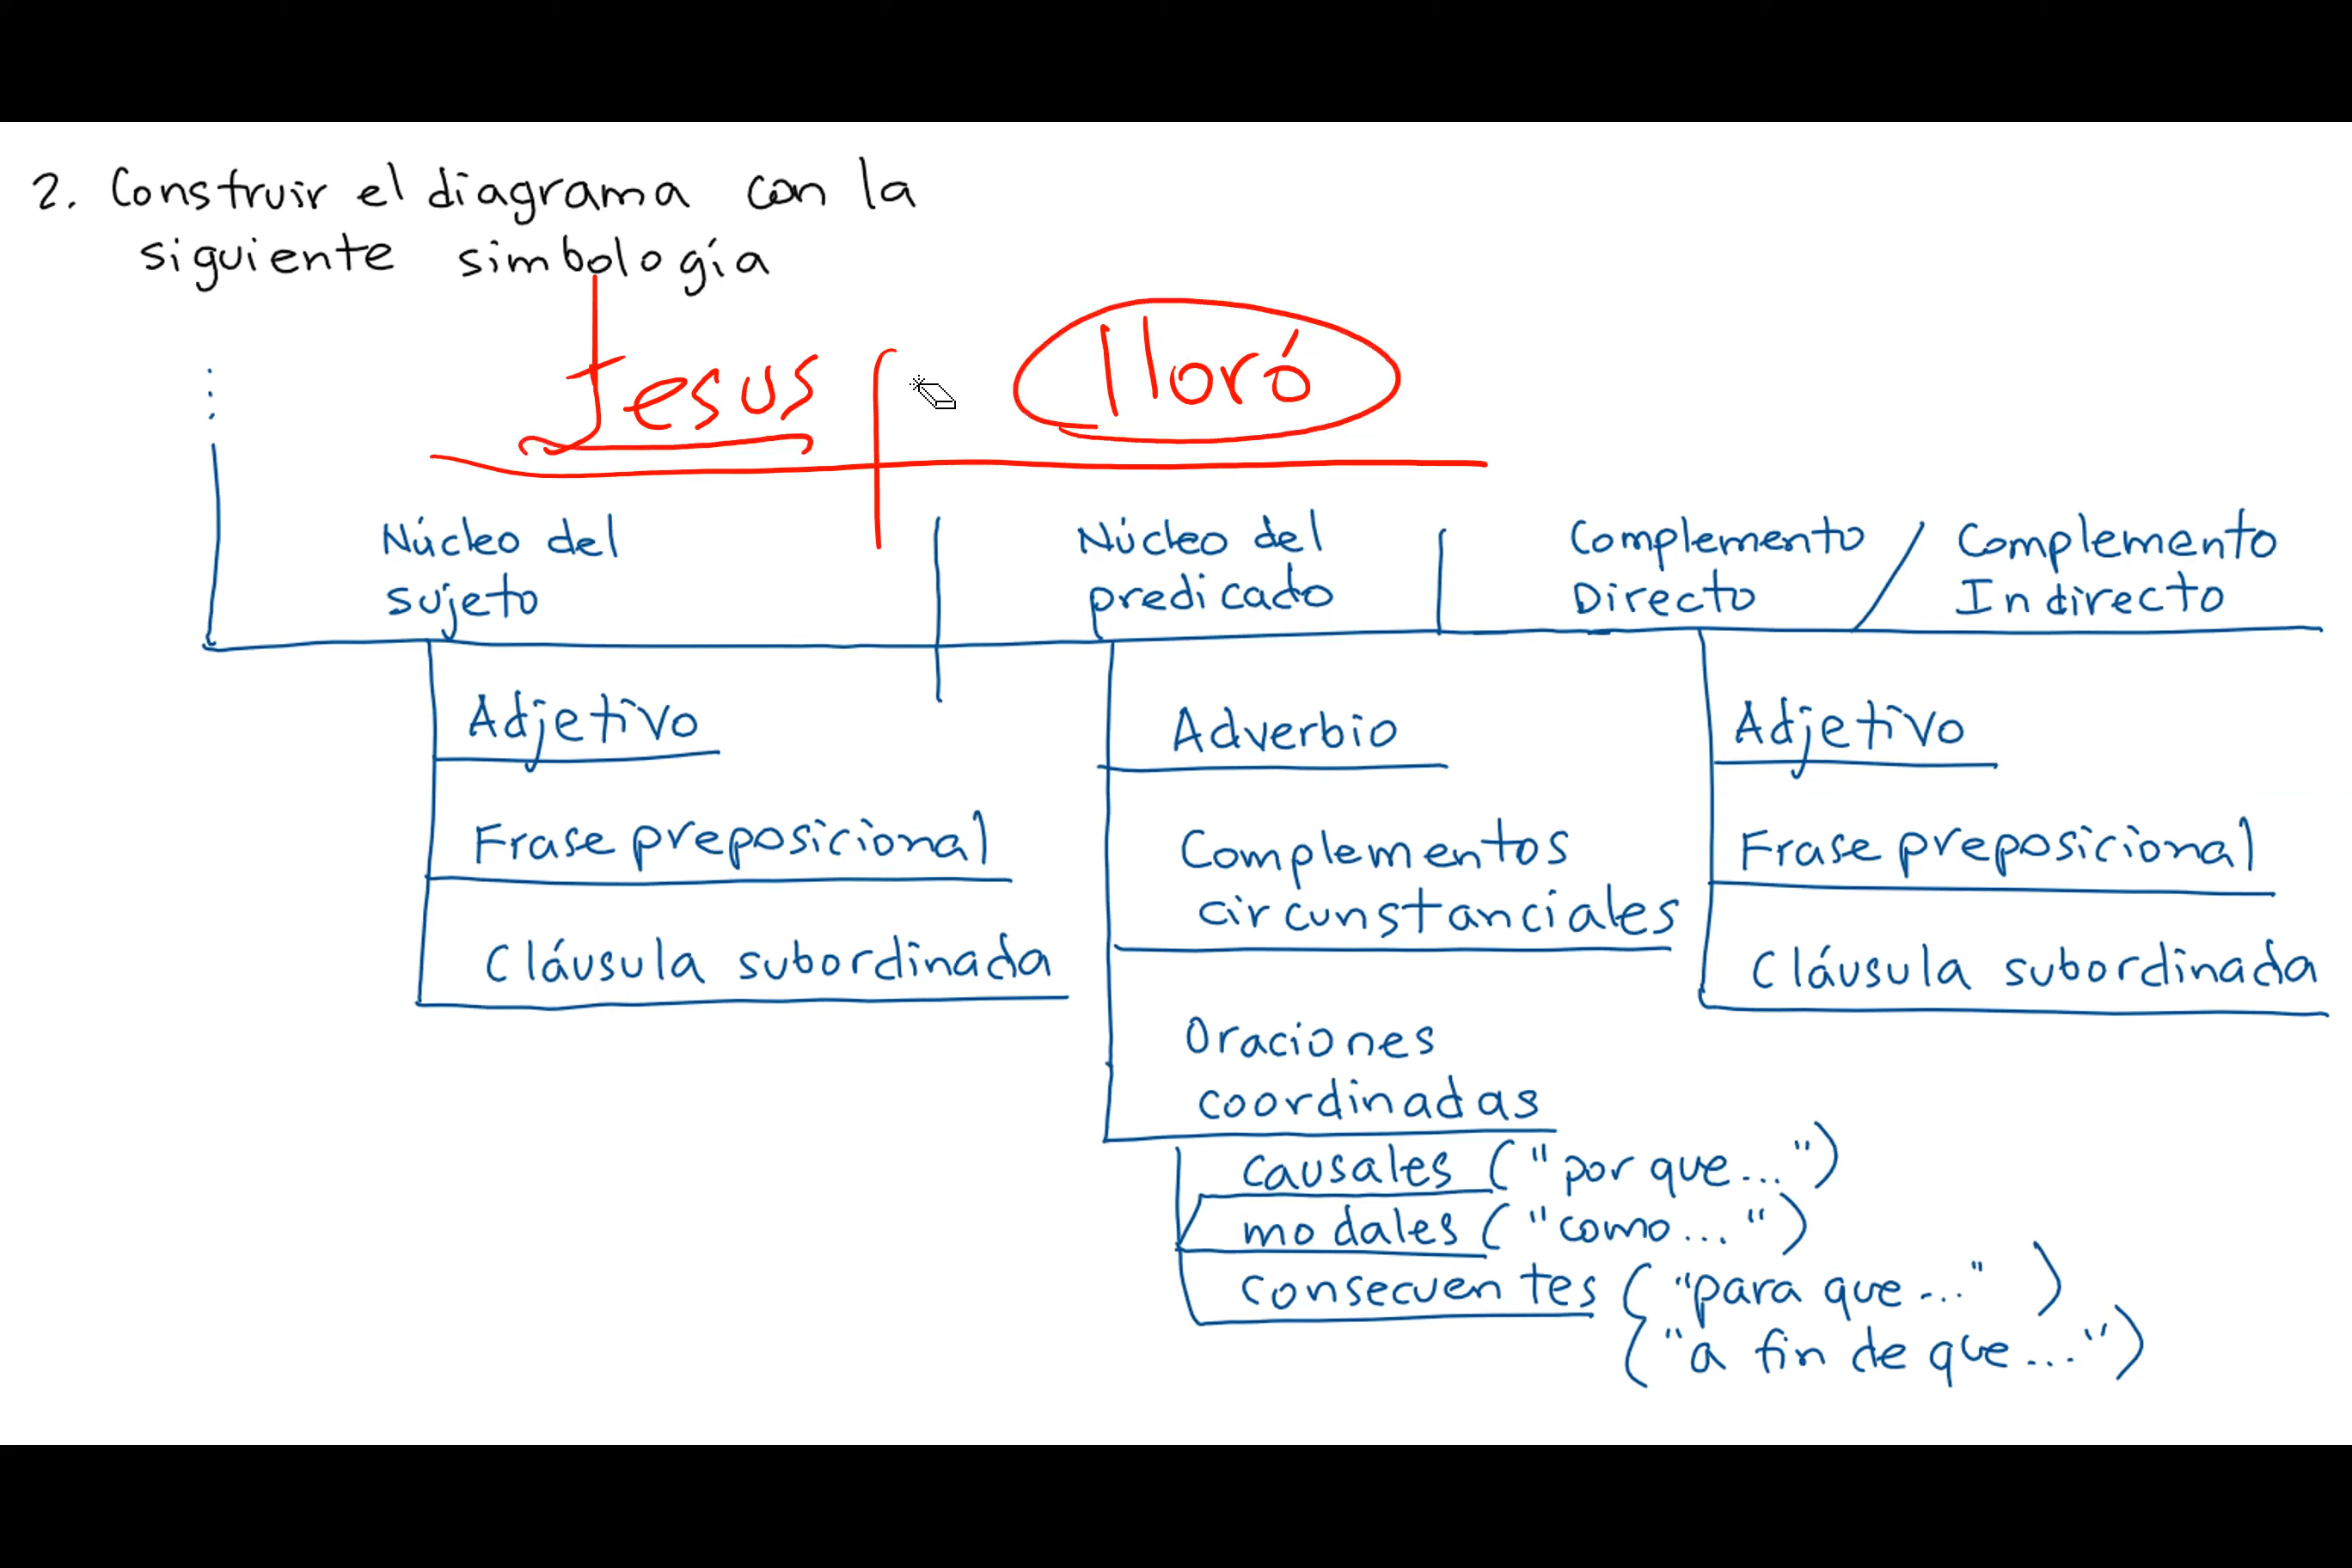 2. Construir el diagrama con la
siguiente simbología
Jesus lloró
Núcleo del sujeto
Núcleo del predicado
Complemento Directo
Complemento Indirecto
Adjetivo
Frase preposicional
Cláusula subordinada
Adverbio
Complementos
circunstanciales
Oraciones
coordinadas
causales ("por que...")
modales ("como...")
consecuentes ("para que...")
("a fin de que...")
Adjetivo
Frase preposicional
Cláusula subordinada